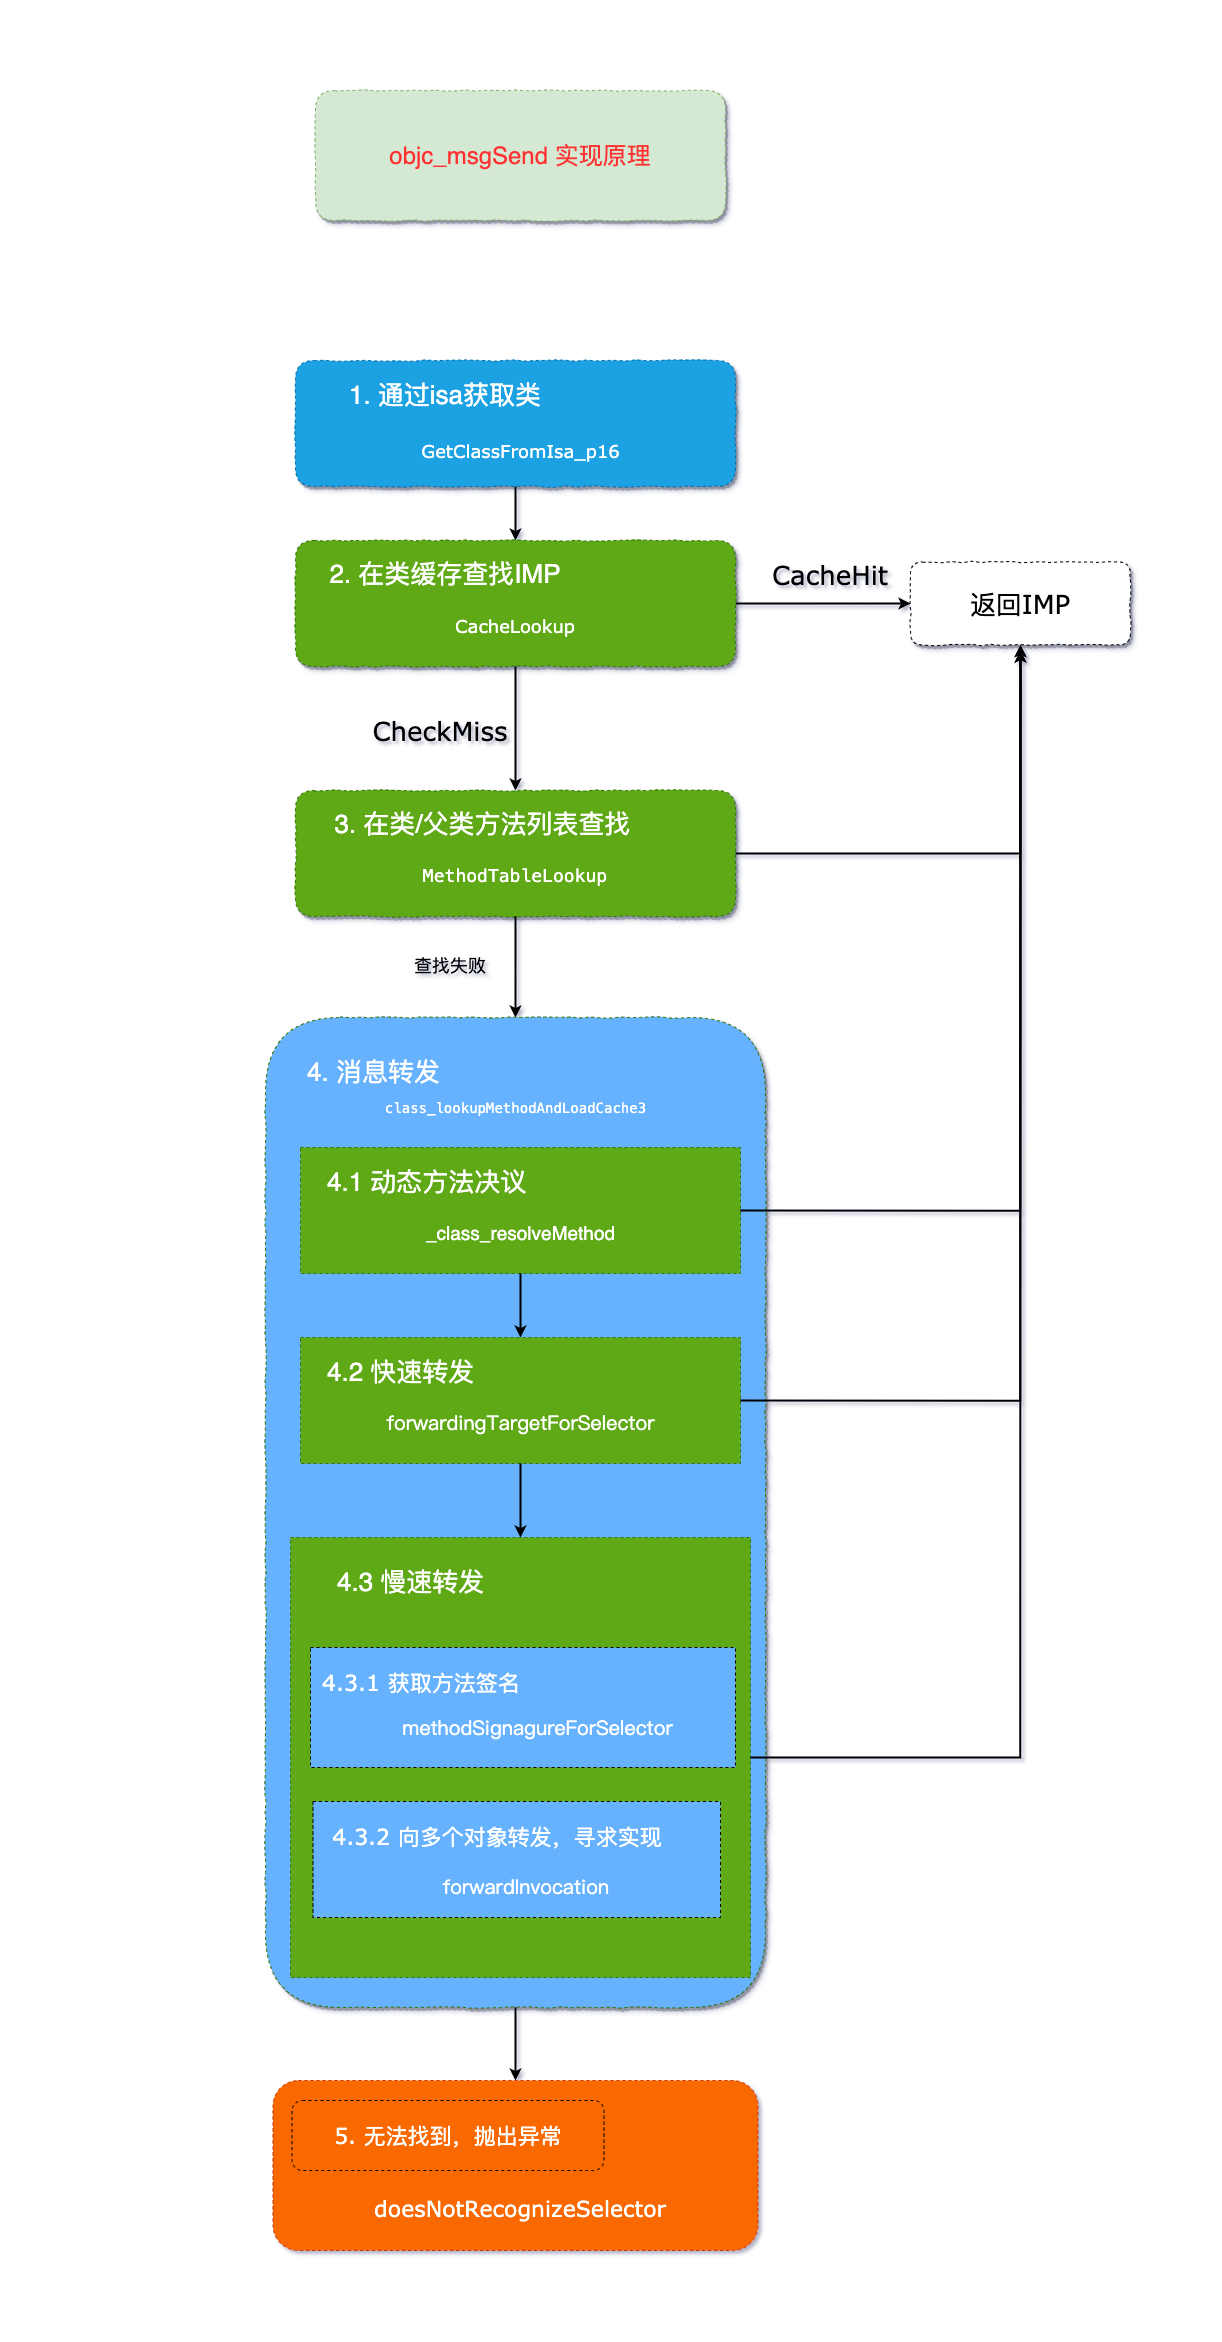 objc_msgSend 实现原理
1. 通过isa获取类
GetClassFromIsa_p16
2. 在类缓存查找IMP
CacheLookup
CacheHit
返回IMP
CheckMiss
3. 在类/父类方法列表查找
MethodTableLookup
查找失败
4. 消息转发
class_lookupMethodAndLoadCache3
4.1 动态方法决议
_class_resolveMethod
4.2 快速转发
forwardingTargetForSelector
4.3 慢速转发
4.3.1 获取方法签名
methodSignagureForSelector
4.3.2 向多个对象转发，寻求实现
forwardInvocation
5. 无法找到，抛出异常
doesNotRecognizeSelector